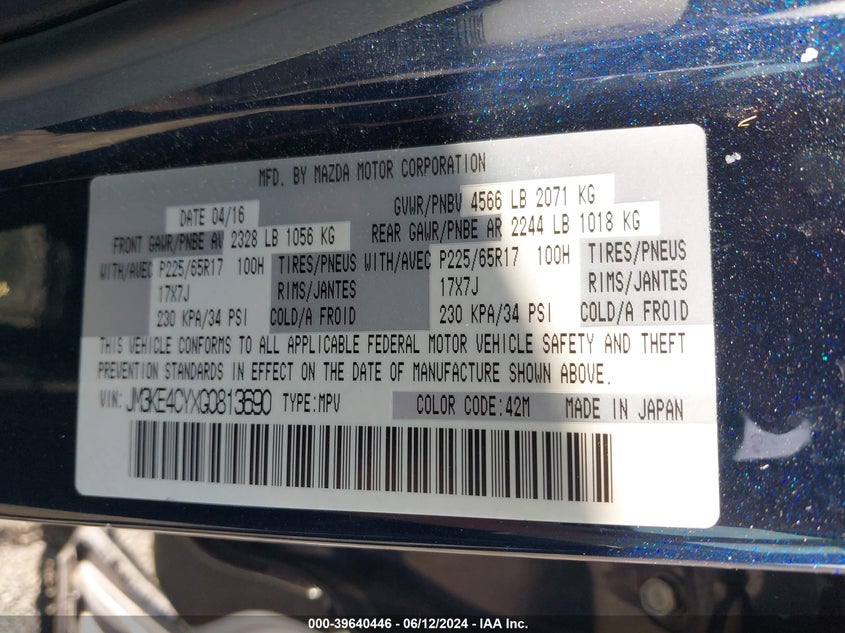 MFD. BY MAZDA MOTOR CORPORATION
DATE 04/16 GVWR/PNBV 4566 LB 2071 KG
FRONT GAWR/PNBE AV 2328 LB 1056 KG REAR GAWR/PNBE AR 2244 LB 1018 KG
WITH/AVEC P225/65R17 100H TIRES/PNEUS WITH/AVEC P225/65R17 100H TIRES/PNEUS
17X7J RIMS/JANTES 17X7J RIMS/JANTES
230 KPA/34 PSI COLD/A FROID 230 KPA/34 PSI COLD/A FROID
THIS VEHICLE CONFORMS TO ALL APPLICABLE FEDERAL MOTOR VEHICLE SAFETY AND THEFT
PREVENTION STANDARDS IN EFFECT ON THE DATE OF MANUFACTURE SHOWN ABOVE.
VIN: JM3KE4CYXG0813690 TYPE:MPV COLOR CODE:42M MADE IN JAPAN
000-39640446 - 06/12/2024 - IAA Inc.